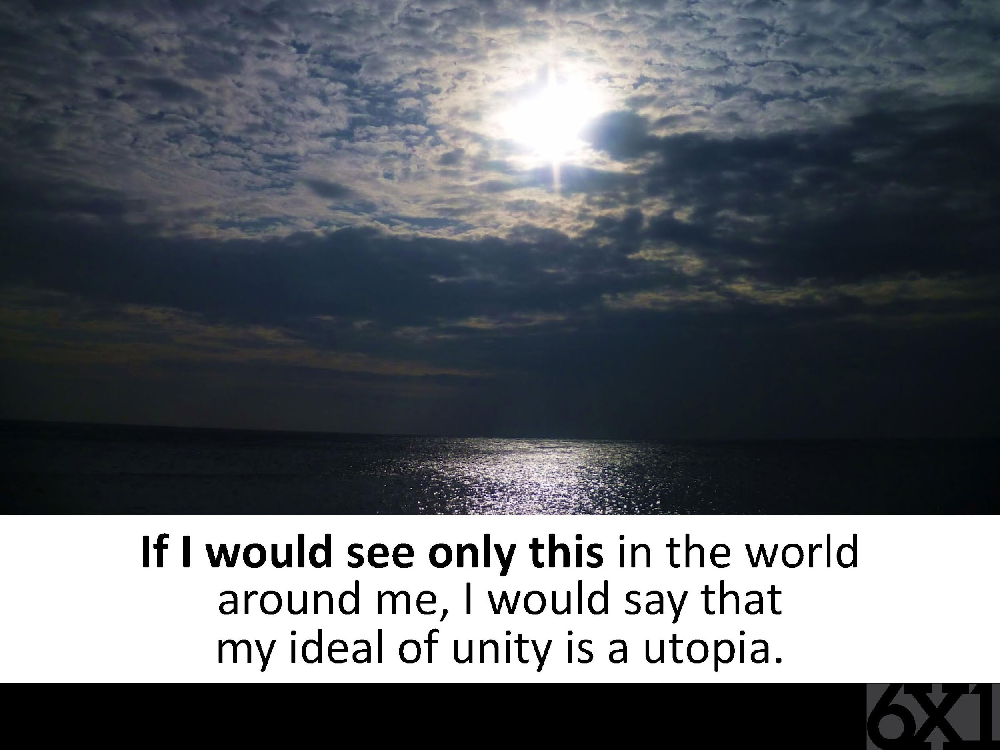 If I would see only this in the world
around me, I would say that
my ideal of unity is a utopia.
6X1